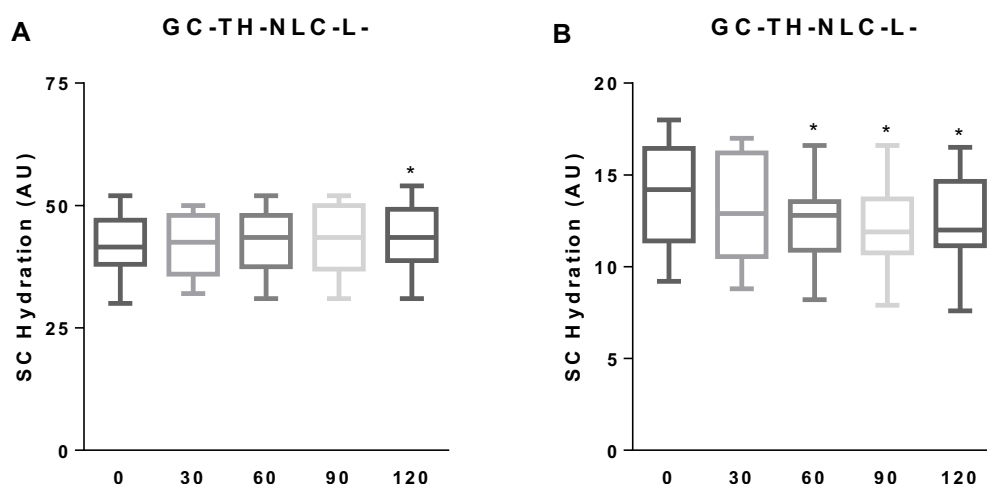 A
GC-TH-NLC-L-
75
50
25
0
SC Hydration (AU)
*
0 30 60 90 120
B
GC-TH-NLC-L-
20
15
10
5
0
SC Hydration (AU)
* * *
0 30 60 90 120